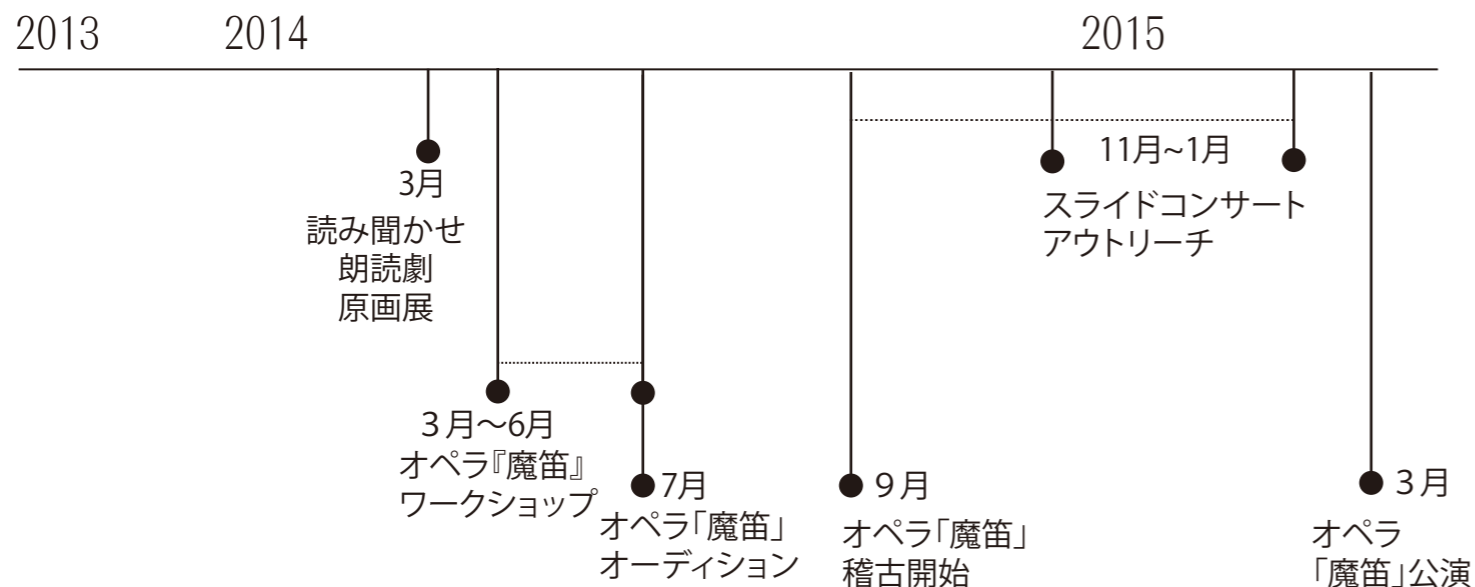 2013
2014
2015
3月
読み聞かせ
朗読劇
原画展
３月～6月
オペラ『魔笛』
ワークショップ
7月
オペラ「魔笛」
オーディション
９月
オペラ「魔笛」
稽古開始
11月~1月
スライドコンサート
アウトリーチ
３月
オペラ
「魔笛」公演